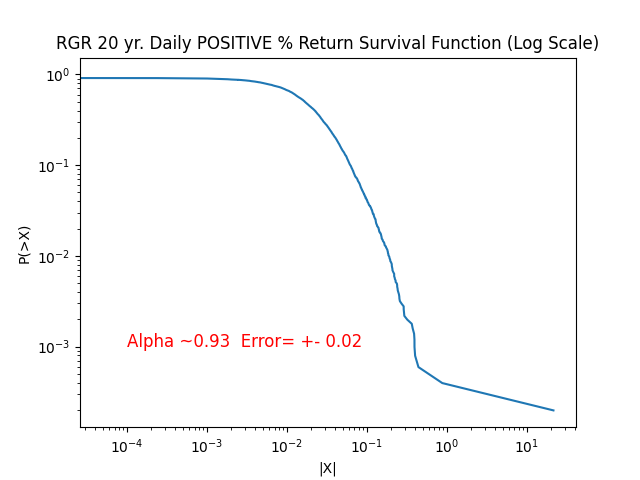 RGR 20 yr. Daily POSITIVE % Return Survival Function (Log Scale)
10⁰
10⁻¹
10⁻²
10⁻³
P(>X)
Alpha ~0.93  Error= +- 0.02
10⁻⁴ 10⁻³ 10⁻² 10⁻¹ 10⁰ 10¹
|X|